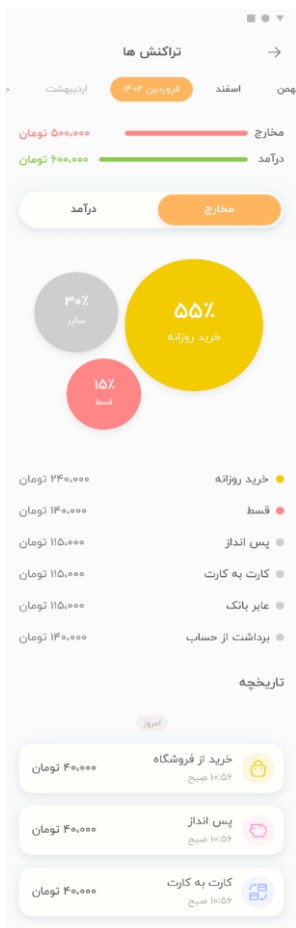 تراکنش ها
بهمن اسفند فروردین ۱۴۰۲ اردیبهشت
مخارج ۵۰۰،۰۰۰ تومان
درآمد ۶۰۰،۰۰۰ تومان
مخارج درآمد
۵۵٪
خرید روزانه
۳۰٪
سایر
۱۵٪
قسط
خرید روزانه ۲۴۰،۰۰۰ تومان
قسط ۱۴۰،۰۰۰ تومان
پس انداز ۱۱۵،۰۰۰ تومان
کارت به کارت ۱۱۵،۰۰۰ تومان
عابر بانک ۱۱۵،۰۰۰ تومان
برداشت از حساب ۱۴۰،۰۰۰ تومان
تاریخچه
امروز
خرید از فروشگاه ۴۰،۰۰۰ تومان
۱۰:۵۶ صبح
پس انداز ۴۰،۰۰۰ تومان
۱۰:۵۶ صبح
کارت به کارت ۴۰،۰۰۰ تومان
۱۰:۵۶ صبح